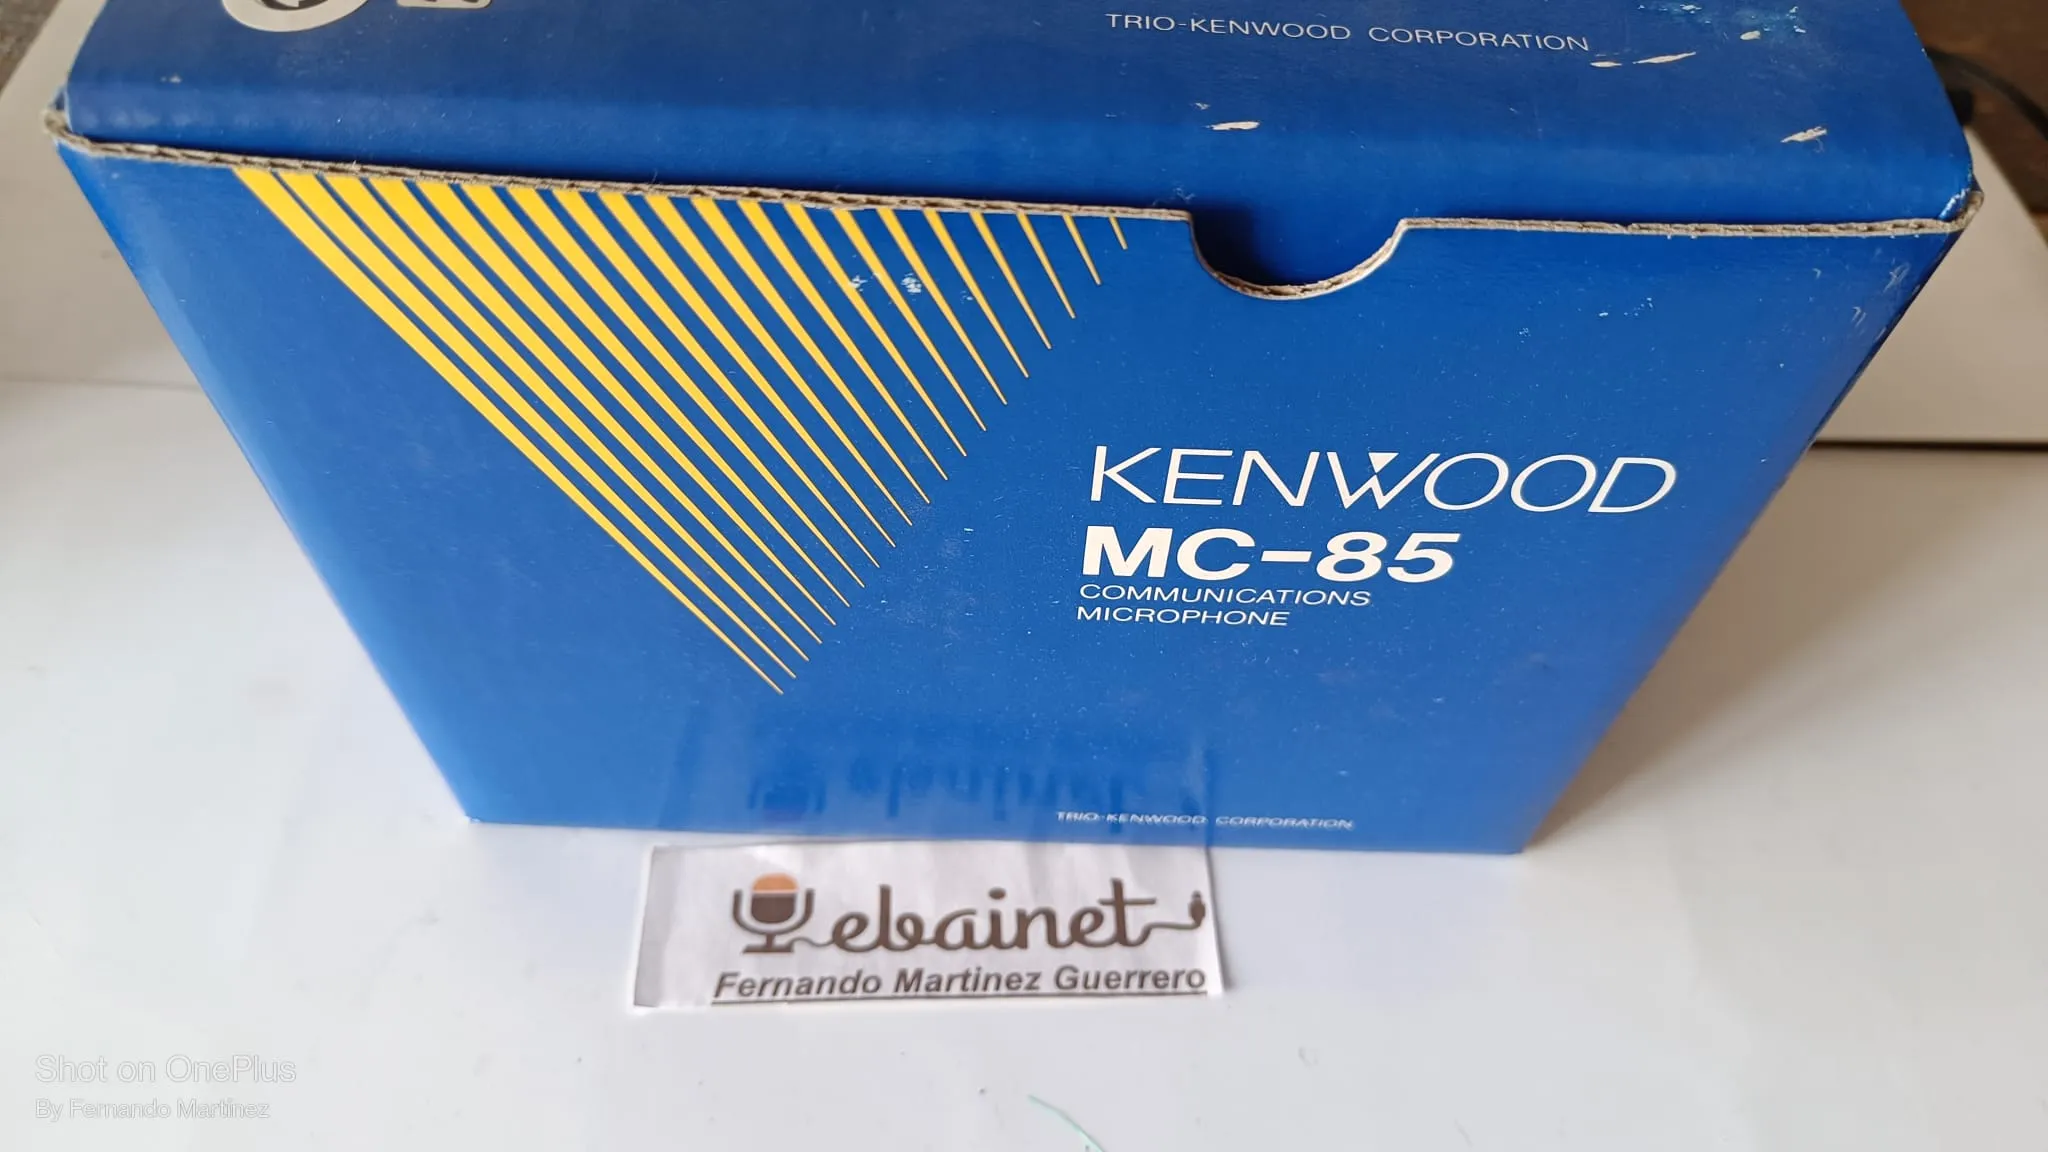 TRIO-KENWOOD CORPORATION
KENWOOD
MC-85
COMMUNICATIONS
MICROPHONE
TRIO-KENWOOD CORPORATION
ebainet
Fernando Martinez Guerrero
Shot on OnePlus
By Fernando Martinez